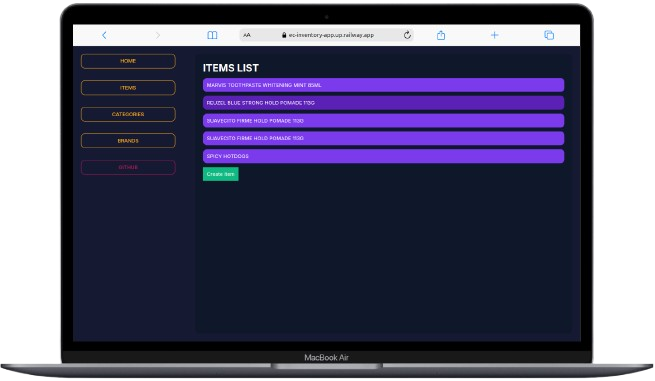 AA ec-inventory-app.up.railway.app
HOME
ITEMS
CATEGORIES
BRANDS
GITHUB
ITEMS LIST
MARVIS TOOTHPASTE WHITENING MINT 85ML
REUZEL BLUE STRONG HOLD POMADE 113G
SUAVECITO FIRME HOLD POMADE 113G
SUAVECITO FIRME HOLD POMADE 113G
SPICY HOTDOGS
Create item
MacBook Air